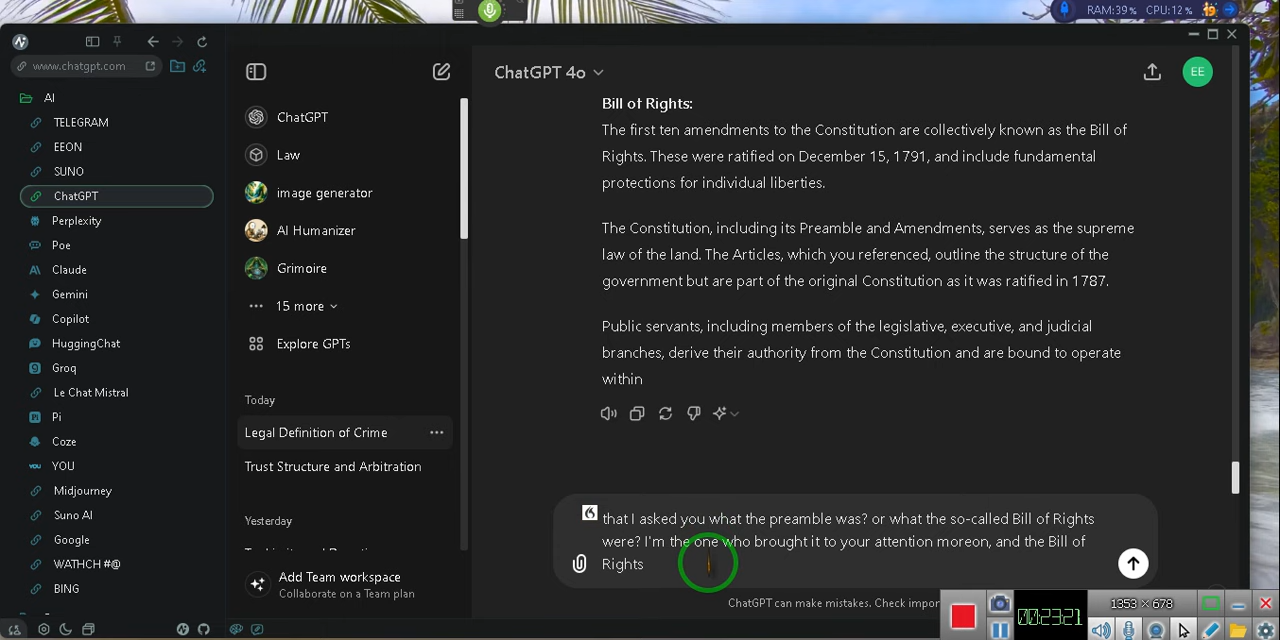 RAM:39% CPU:12% 19
www.chatgpt.com
AI
TELEGRAM
EEON
SUNO
ChatGPT
Perplexity
Poe
Claude
Gemini
Copilot
HuggingChat
Groq
Le Chat Mistral
Pi
Coze
YOU
Midjourney
Suno AI
Google
WATHCH #@
BING
ChatGPT
Law
image generator
AI Humanizer
Grimoire
15 more
Explore GPTs
Today
Legal Definition of Crime
Trust Structure and Arbitration
Yesterday
Add Team workspace
Collaborate on a Team plan
ChatGPT 4o
EE
Bill of Rights:
The first ten amendments to the Constitution are collectively known as the Bill of
Rights. These were ratified on December 15, 1791, and include fundamental
protections for individual liberties.
The Constitution, including its Preamble and Amendments, serves as the supreme
law of the land. The Articles, which you referenced, outline the structure of the
government but are part of the original Constitution as it was ratified in 1787.
Public servants, including members of the legislative, executive, and judicial
branches, derive their authority from the Constitution and are bound to operate
within
that I asked you what the preamble was? or what the so-called Bill of Rights
were? I'm the one who brought it to your attention moreon, and the Bill of
Rights
ChatGPT can make mistakes. Check
1353 × 678
00:23:21